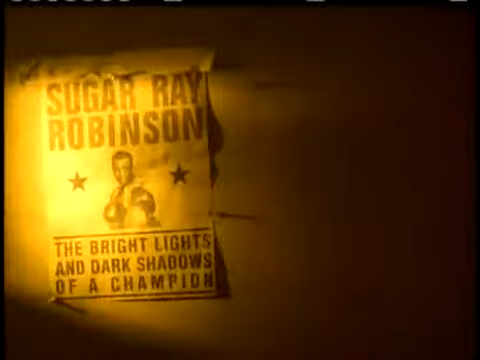 SUGAR RAY
ROBINSON
THE BRIGHT LIGHTS
AND DARK SHADOWS
OF A CHAMPION